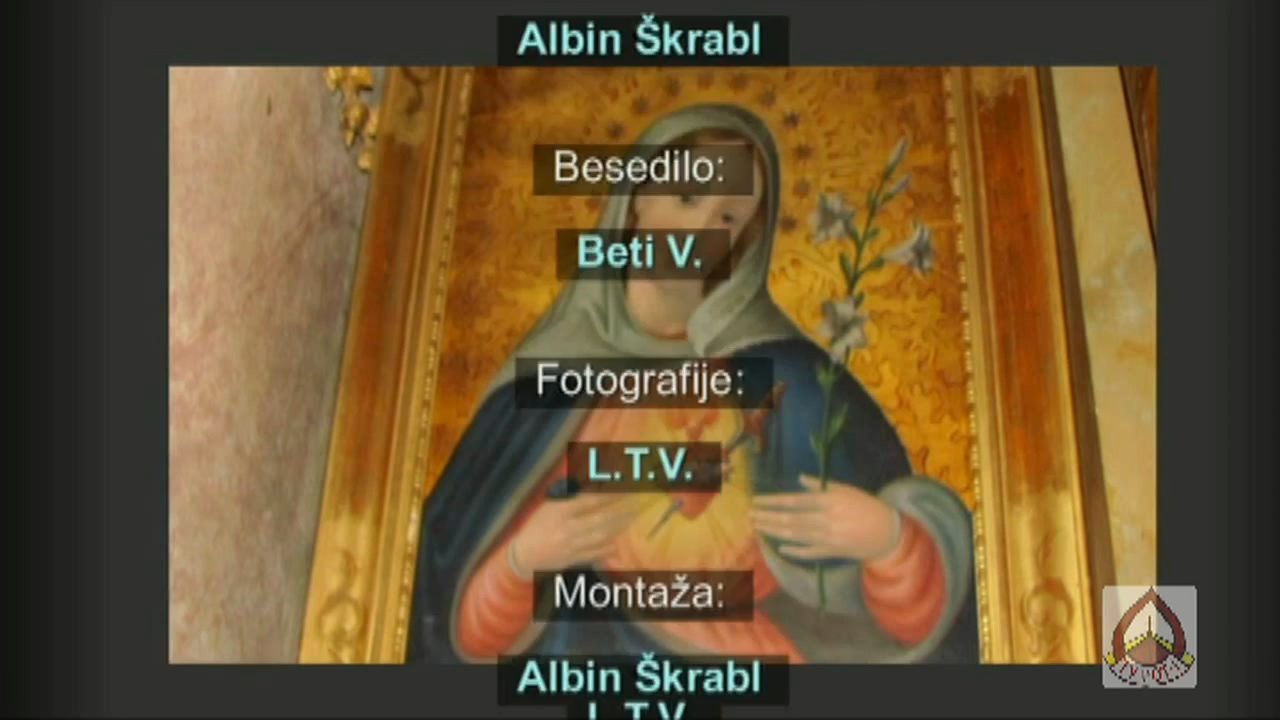 Albin Škrabl
Besedilo:
Beti V.
Fotografije:
L.T.V.
Montaža:
Albin Škrabl
L.T.V.